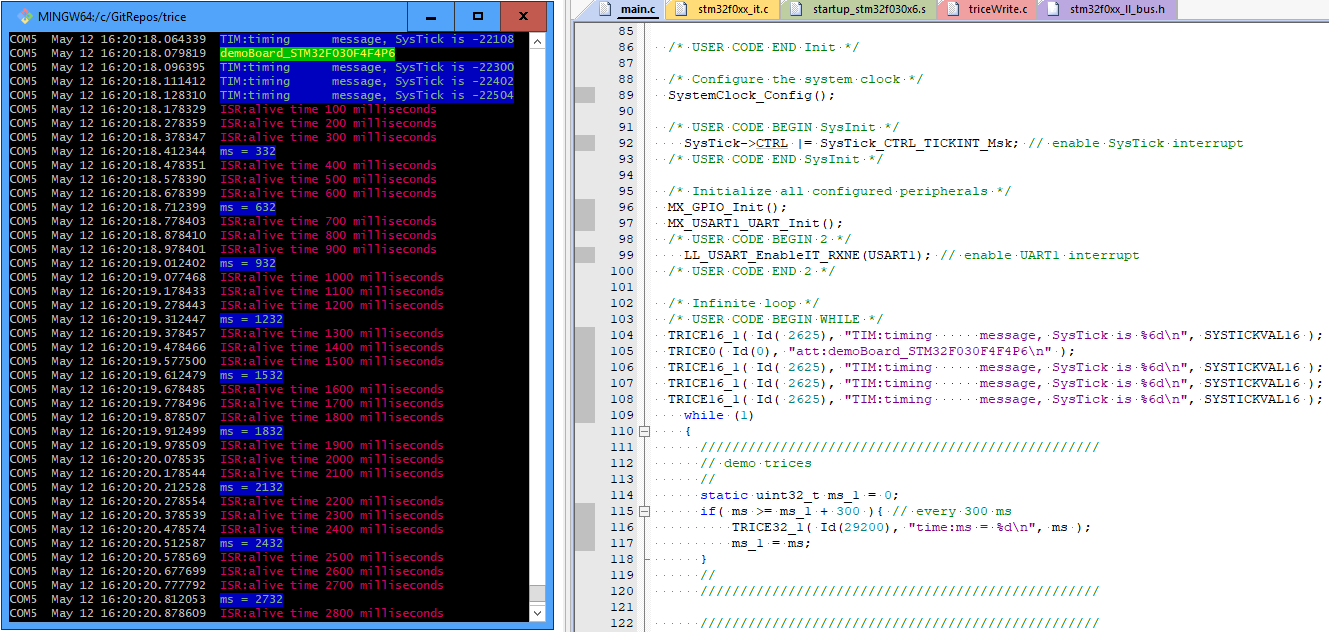 MINGW64:/c/GitRepos/trice
COM5 May 12 16:20:18.064339 TIM:timing message, SysTick is -22108
COM5 May 12 16:20:18.079819 demoBoard_STM32F030F4F4P6
COM5 May 12 16:20:18.096395 TIM:timing message, SysTick is -22300
COM5 May 12 16:20:18.111412 TIM:timing message, SysTick is -22402
COM5 May 12 16:20:18.128310 TIM:timing message, SysTick is -22504
COM5 May 12 16:20:18.178329 ISR:alive time 100 milliseconds
COM5 May 12 16:20:18.278359 ISR:alive time 200 milliseconds
COM5 May 12 16:20:18.378347 ISR:alive time 300 milliseconds
COM5 May 12 16:20:18.412344 ms = 332
COM5 May 12 16:20:18.478351 ISR:alive time 400 milliseconds
COM5 May 12 16:20:18.578390 ISR:alive time 500 milliseconds
COM5 May 12 16:20:18.678399 ISR:alive time 600 milliseconds
COM5 May 12 16:20:18.712399 ms = 632
COM5 May 12 16:20:18.778403 ISR:alive time 700 milliseconds
COM5 May 12 16:20:18.878410 ISR:alive time 800 milliseconds
COM5 May 12 16:20:18.978401 ISR:alive time 900 milliseconds
COM5 May 12 16:20:19.012402 ms = 932
COM5 May 12 16:20:19.077468 ISR:alive time 1000 milliseconds
COM5 May 12 16:20:19.178433 ISR:alive time 1100 milliseconds
COM5 May 12 16:20:19.278443 ISR:alive time 1200 milliseconds
COM5 May 12 16:20:19.312447 ms = 1232
COM5 May 12 16:20:19.378457 ISR:alive time 1300 milliseconds
COM5 May 12 16:20:19.478466 ISR:alive time 1400 milliseconds
COM5 May 12 16:20:19.577500 ISR:alive time 1500 milliseconds
COM5 May 12 16:20:19.612479 ms = 1532
COM5 May 12 16:20:19.678485 ISR:alive time 1600 milliseconds
COM5 May 12 16:20:19.778496 ISR:alive time 1700 milliseconds
COM5 May 12 16:20:19.878507 ISR:alive time 1800 milliseconds
COM5 May 12 16:20:19.912499 ms = 1832
COM5 May 12 16:20:19.978509 ISR:alive time 1900 milliseconds
COM5 May 12 16:20:20.078535 ISR:alive time 2000 milliseconds
COM5 May 12 16:20:20.178544 ISR:alive time 2100 milliseconds
COM5 May 12 16:20:20.212528 ms = 2132
COM5 May 12 16:20:20.278554 ISR:alive time 2200 milliseconds
COM5 May 12 16:20:20.378539 ISR:alive time 2300 milliseconds
COM5 May 12 16:20:20.478574 ISR:alive time 2400 milliseconds
COM5 May 12 16:20:20.512587 ms = 2432
COM5 May 12 16:20:20.578569 ISR:alive time 2500 milliseconds
COM5 May 12 16:20:20.677699 ISR:alive time 2600 milliseconds
COM5 May 12 16:20:20.777792 ISR:alive time 2700 milliseconds
COM5 May 12 16:20:20.812053 ms = 2732
COM5 May 12 16:20:20.878609 ISR:alive time 2800 milliseconds
main.c stm32f0xx_it.c startup_stm32f030x6.s triceWrite.c stm32f0xx_ll_bus.h
85
86 /* USER CODE END Init */
87
88 /* Configure the system clock */
89 SystemClock_Config();
90
91 /* USER CODE BEGIN SysInit */
92 SysTick->CTRL |= SysTick_CTRL_TICKINT_Msk; // enable SysTick interrupt
93 /* USER CODE END SysInit */
94
95 /* Initialize all configured peripherals */
96 MX_GPIO_Init();
97 MX_USART1_UART_Init();
98 /* USER CODE BEGIN 2 */
99 LL_USART_EnableIT_RXNE(USART1); // enable UART1 interrupt
100 /* USER CODE END 2 */
101
102 /* Infinite loop */
103 /* USER CODE BEGIN WHILE */
104 TRICE16_1( Id( 2625), "TIM:timing message, SysTick is %6d\n", SYSTICKVAL16 );
105 TRICE0( Id(0), "att:demoBoard_STM32F030F4F4P6\n" );
106 TRICE16_1( Id( 2625), "TIM:timing message, SysTick is %6d\n", SYSTICKVAL16 );
107 TRICE16_1( Id( 2625), "TIM:timing message, SysTick is %6d\n", SYSTICKVAL16 );
108 TRICE16_1( Id( 2625), "TIM:timing message, SysTick is %6d\n", SYSTICKVAL16 );
109 while (1)
110 {
111 //////////////////////////////////////////////////
112 // demo trices
113 //
114 static uint32_t ms_1 = 0;
115 if( ms >= ms_1 + 300 ){ // every 300 ms
116 TRICE32_1( Id(29200), "time:ms = %d\n", ms );
117 ms_1 = ms;
118 }
119 //
120 //////////////////////////////////////////////////
121
122 //////////////////////////////////////////////////